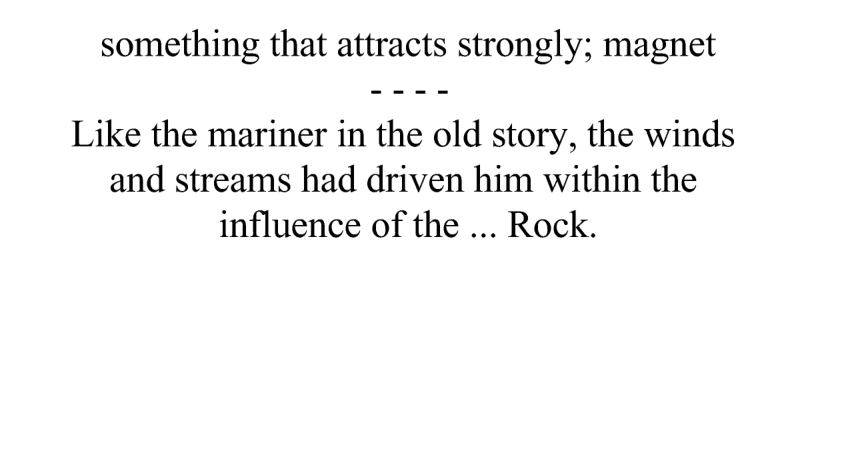 something that attracts strongly; magnet
- - - -
Like the mariner in the old story, the winds
and streams had driven him within the
influence of the ... Rock.